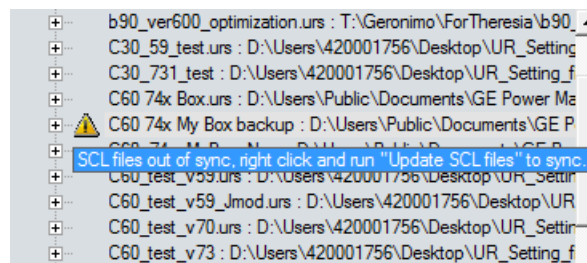 b90_ver600_optimization.urs : T:\Geronimo\ForTheresia\b90_
C30_59_test.urs : D:\Users\420001756\Desktop\UR_Setting
C30_731_test : D:\Users\420001756\Desktop\UR_Setting_f
C60 74x Box.urs : D:\Users\Public\Documents\GE Power Ma
C60 74x My Box backup : D:\Users\Public\Documents\GE P
SCL files out of sync, right click and run "Update SCL files" to sync.
C60_test_v59.urs : D:\Users\420001756\Desktop\UR_Settin
C60_test_v59_Jmod.urs : D:\Users\420001756\Desktop\UR
C60_test_v70.urs : D:\Users\420001756\Desktop\UR_Settin
C60_test_v73 : D:\Users\420001756\Desktop\UR_Setting_f